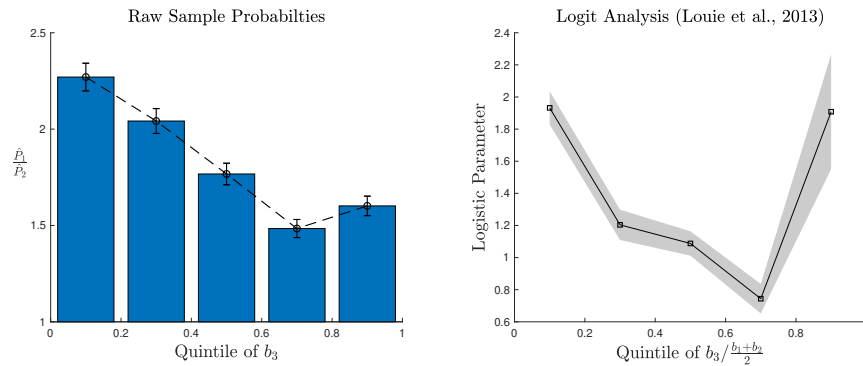 Raw Sample Probabilties
2.5
2
1.5
1
P̂₁/P̂₂
0 0.2 0.4 0.6 0.8 1
Quintile of b₃
Logit Analysis (Louie et al., 2013)
2.4
2.2
2
1.8
1.6
1.4
1.2
1
0.8
0.6
Logistic Parameter
0 0.2 0.4 0.6 0.8
Quintile of b₃/(b₁+b₂)/2